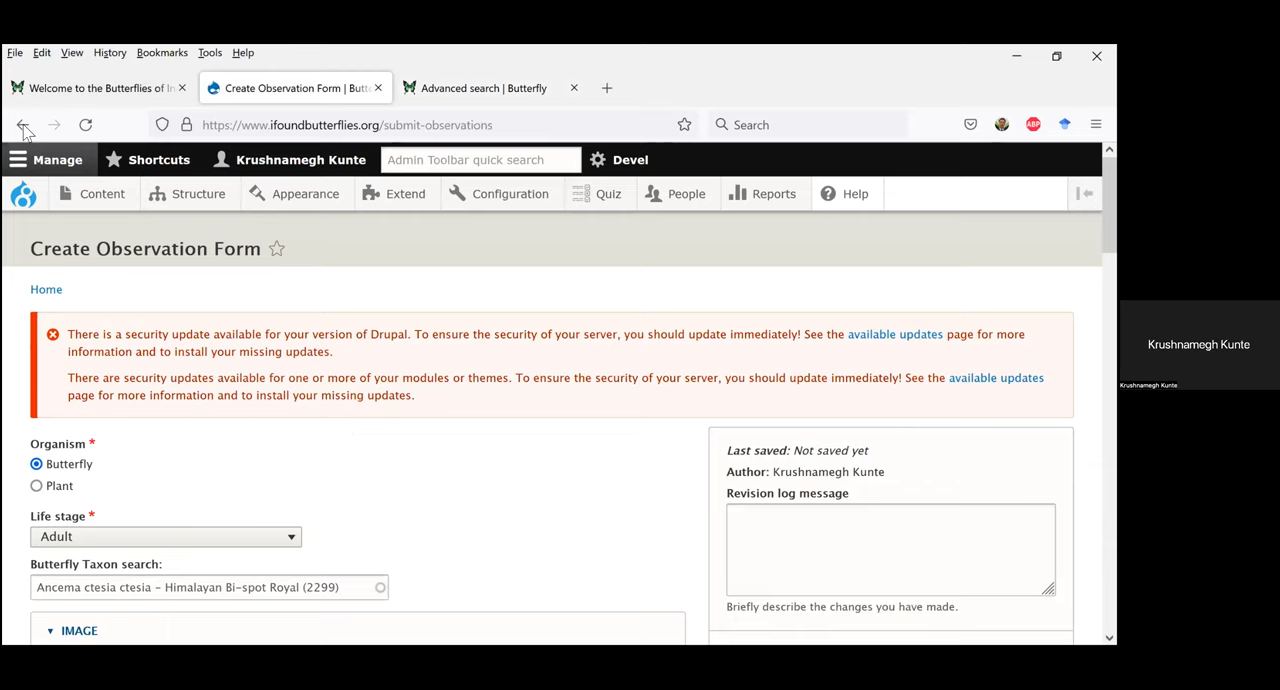 File Edit View History Bookmarks Tools Help
Welcome to the Butterflies of In
Create Observation Form | Butt
Advanced search | Butterfly
https://www.ifoundbutterflies.org/submit-observations
Search
ABP
Manage Shortcuts Krushnamegh Kunte Admin Toolbar quick search Devel
Content Structure Appearance Extend Configuration Quiz People Reports Help
Create Observation Form
Home
There is a security update available for your version of Drupal. To ensure the security of your server, you should update immediately! See the available updates page for more
information and to install your missing updates.
There are security updates available for one or more of your modules or themes. To ensure the security of your server, you should update immediately! See the available updates
page for more information and to install your missing updates.
Organism *
Butterfly
Plant
Life stage *
Adult
Butterfly Taxon search:
Ancema ctesia ctesia – Himalayan Bi-spot Royal (2299)
IMAGE
Last saved: Not saved yet
Author: Krushnamegh Kunte
Revision log message
Briefly describe the changes you have made.
Krushnamegh Kunte
Krushnamegh Kunte